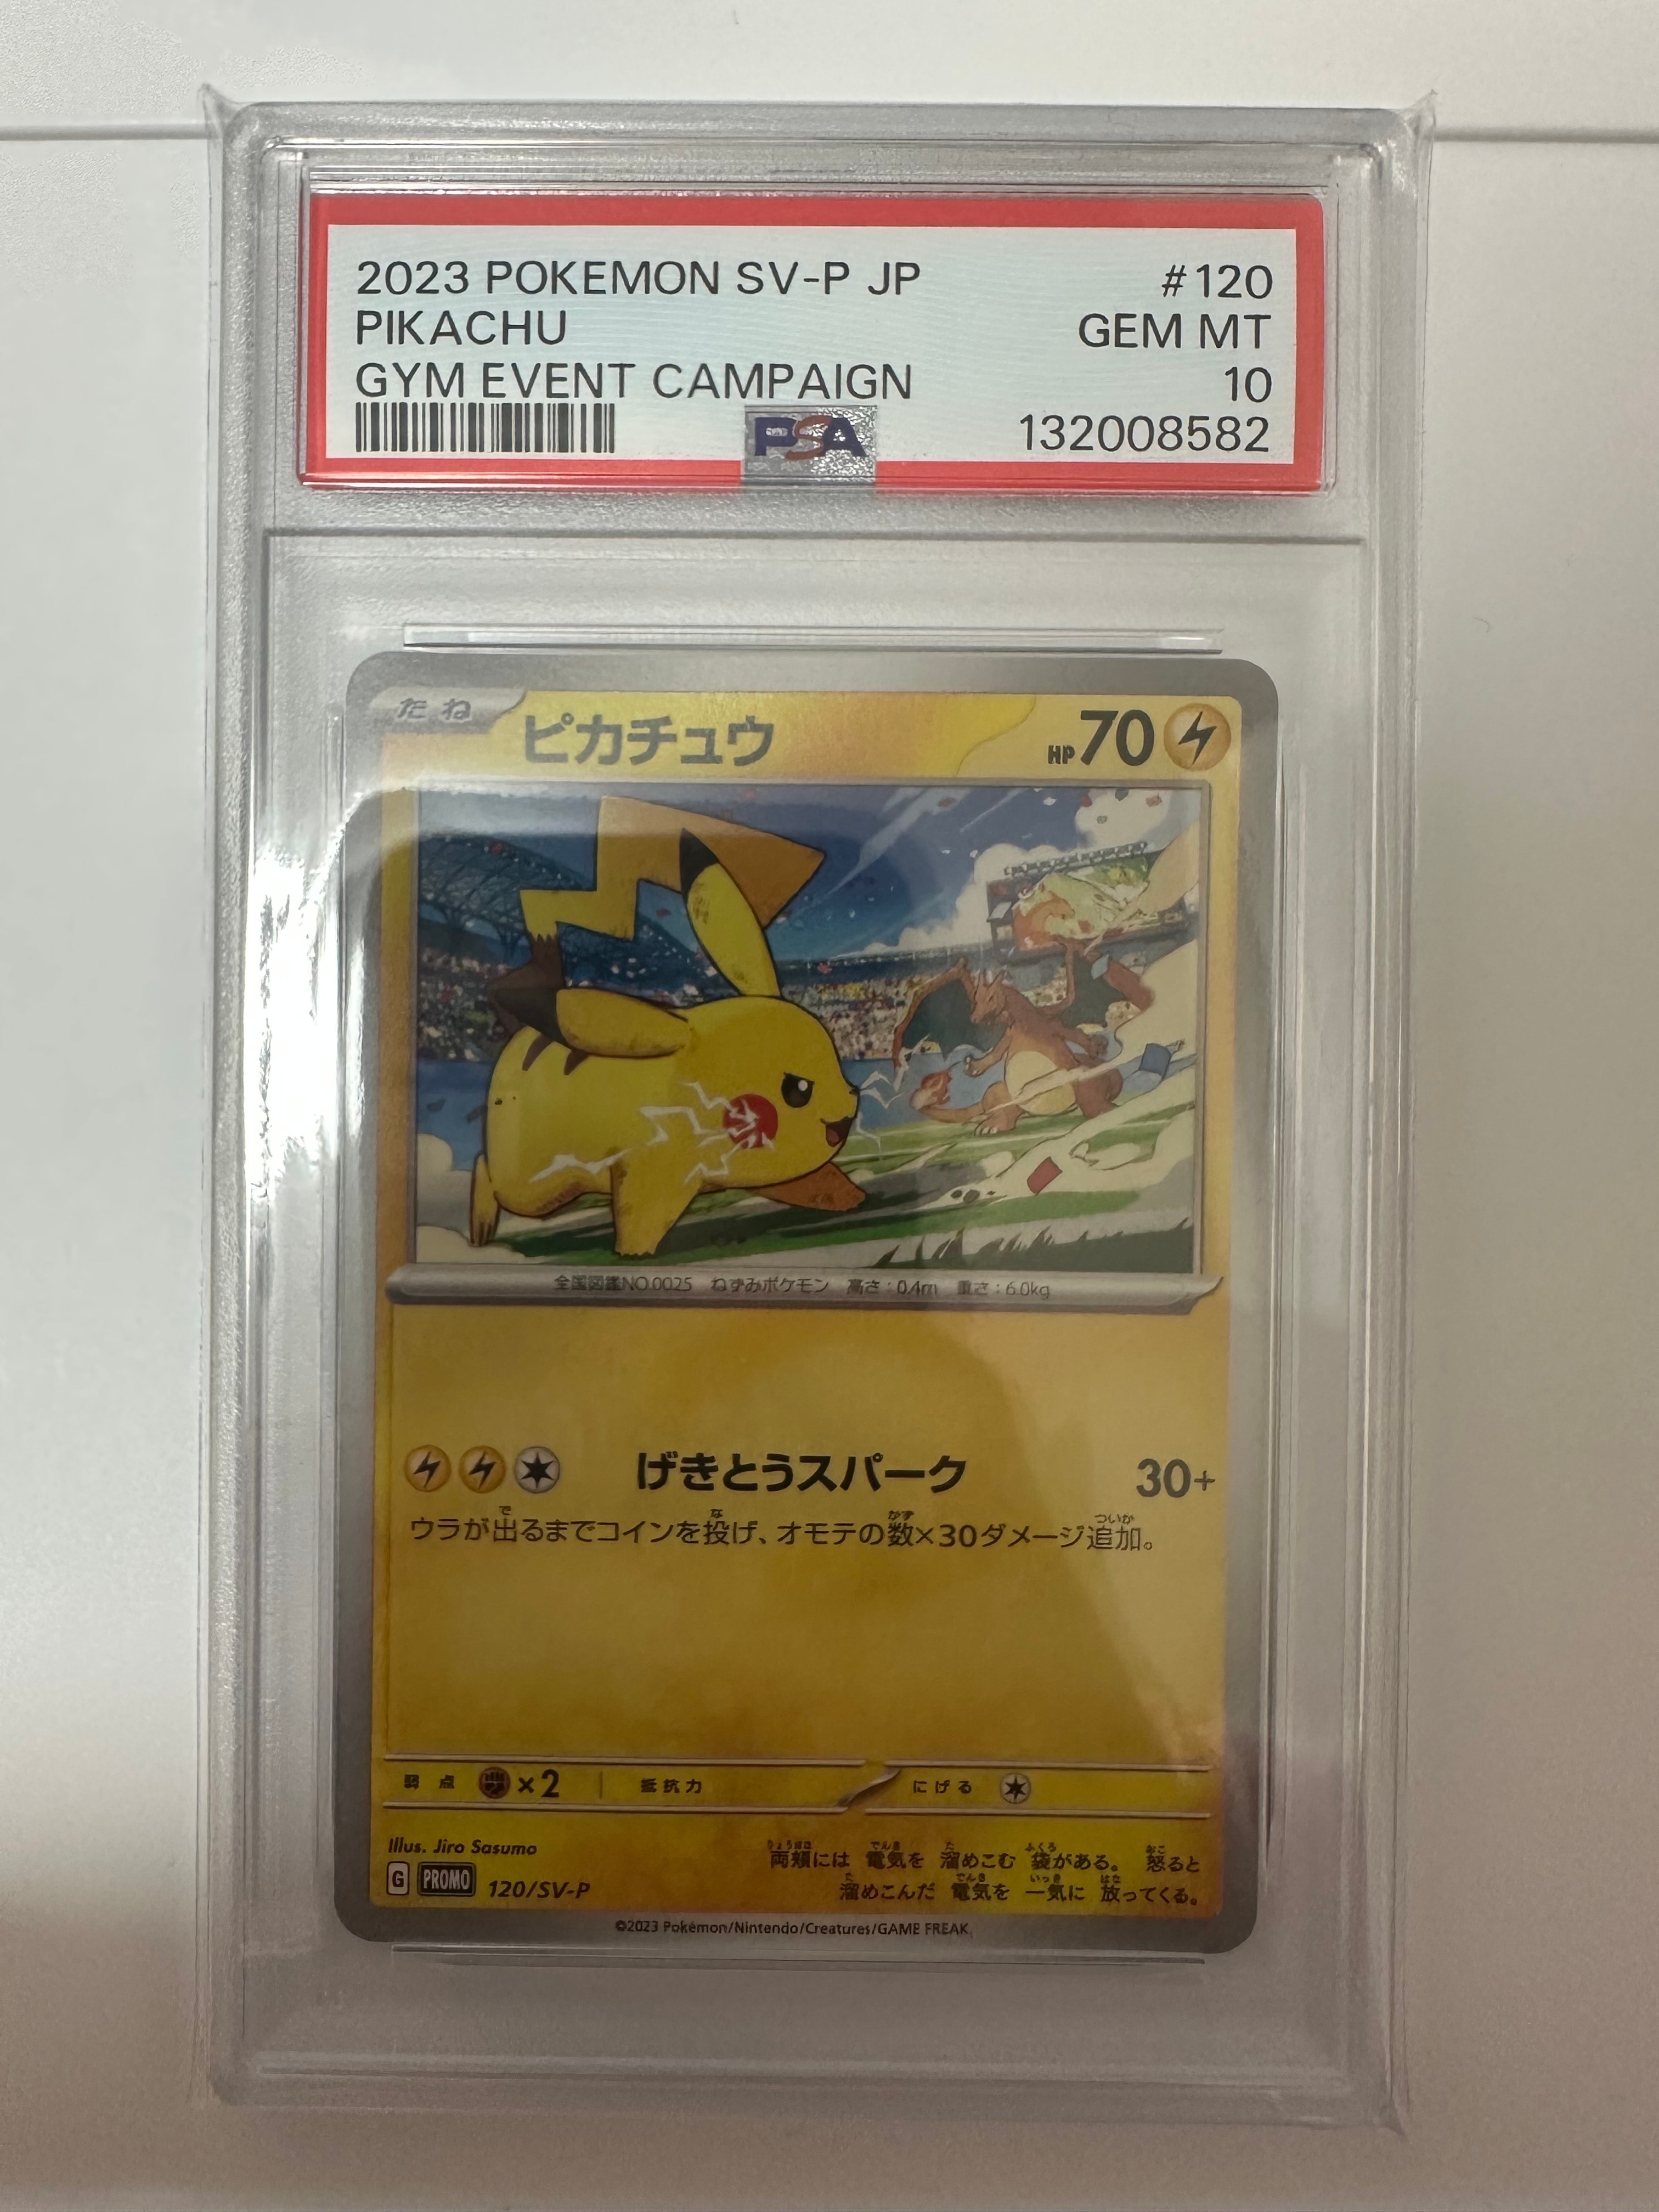 2023 POKEMON SV-P JP #120
PIKACHU GEM MT
GYM EVENT CAMPAIGN 10
PSA 132008582
たね ピカチュウ HP70
全国図鑑NO.0025 ねずみポケモン 高さ:0.4m 重さ:6.0kg
げきとうスパーク 30+
ウラが出るまでコインを投げ、オモテの数×30ダメージ追加。
弱点 ×2 抵抗力 にげる
Illus. Jiro Sasumo
G PROMO 120/SV-P
両頬には 電気を 溜めこむ 袋がある。 怒ると
溜めこんだ 電気を 一気に 放ってくる。
©2023 Pokémon/Nintendo/Creatures/GAME FREAK.